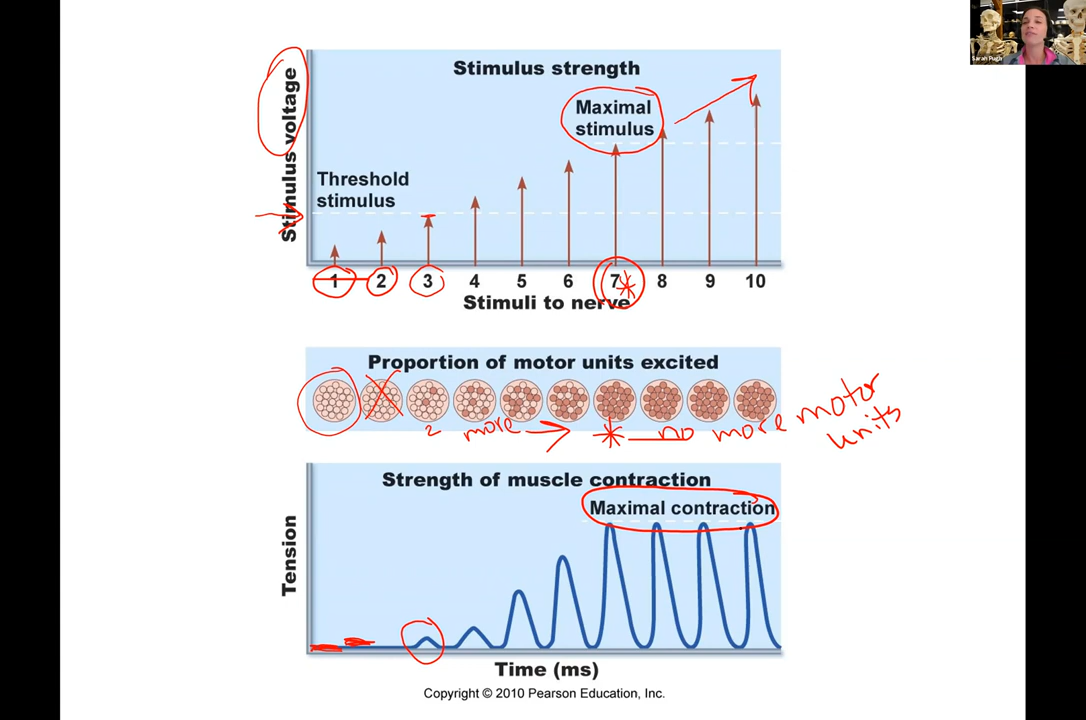 Sarah Pugh
Stimulus strength
Maximal
stimulus
Stimulus voltage
Threshold
stimulus
1 2 3 4 5 6 7* 8 9 10
Stimuli to nerve
Proportion of motor units excited
2 more → * no more motor
units
Strength of muscle contraction
Maximal contraction
Tension
Time (ms)
Copyright © 2010 Pearson Education, Inc.